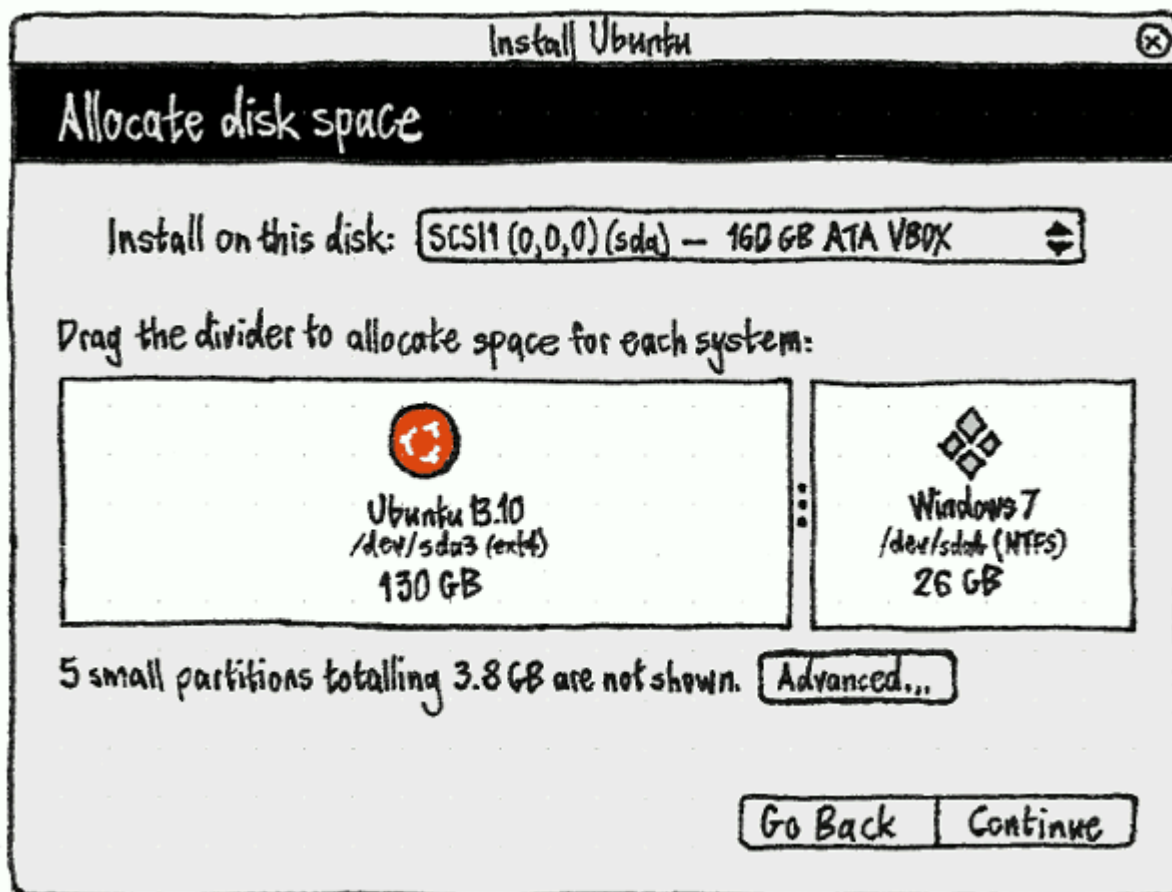 Install Ubuntu
Allocate disk space
Install on this disk: SCSI1 (0,0,0) (sda) — 160 GB ATA VBOX
Drag the divider to allocate space for each system:
Ubuntu 13.10
/dev/sda3 (ext4)
130 GB
Windows 7
(NTFS)
26 GB
5 small partitions totalling 3.8 GB are not shown. Advanced...
Go Back Continue